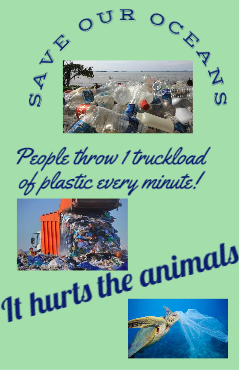 SAVE OUR OCEANS
People throw 1 truckload
of plastic every minute!
It hurts the animals